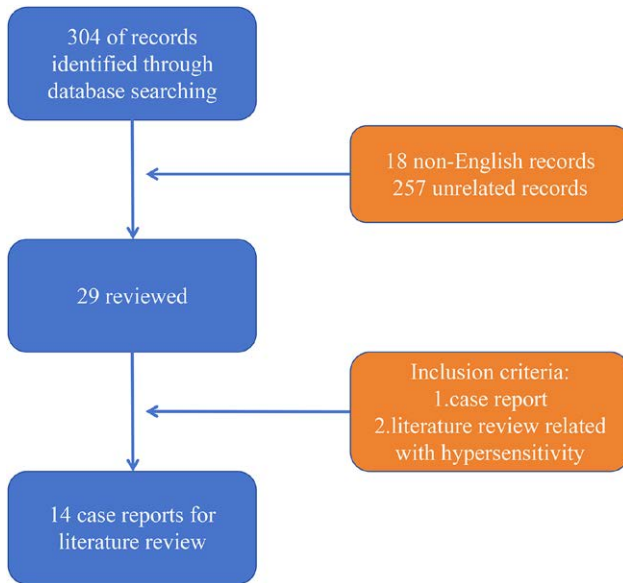 304 of records
identified through
database searching
18 non-English records
257 unrelated records
29 reviewed
Inclusion criteria:
1.case report
2.literature review related
with hypersensitivity
14 case reports for
literature review